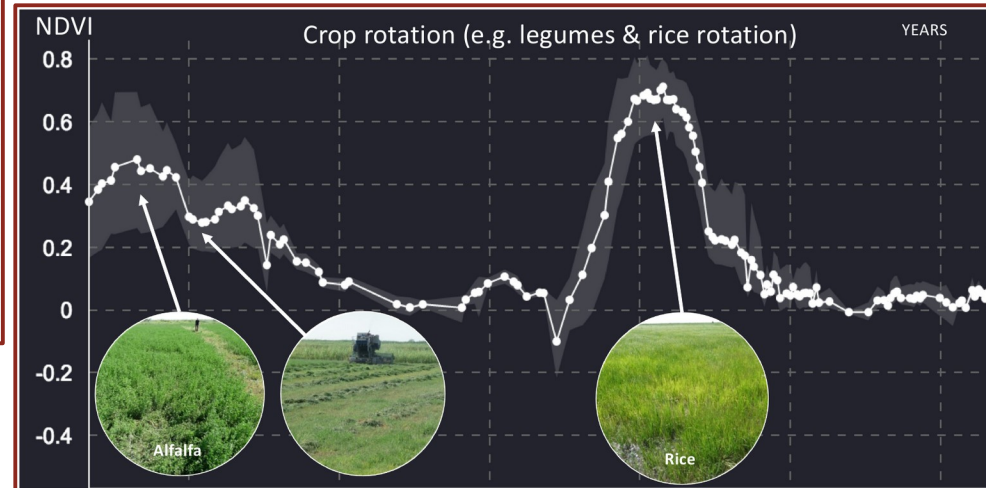 NDVI
Crop rotation (e.g. legumes & rice rotation)
YEARS
0.8
0.6
0.4
0.2
0
-0.2
-0.4
Alfalfa
Rice